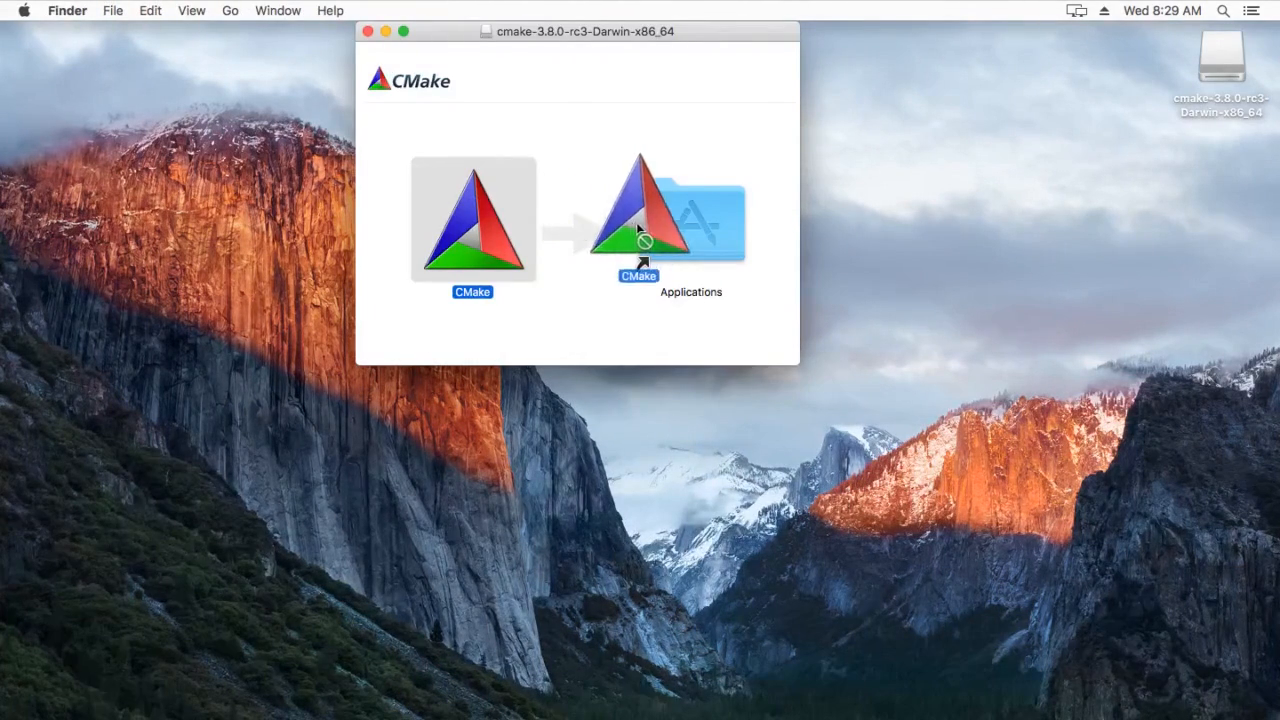 Finder File Edit View Go Window Help Wed 8:29 AM
cmake-3.8.0-rc3-Darwin-x86_64
CMake
cmake-3.8.0-rc3-
Darwin-x86_64
CMake
CMake
Applications